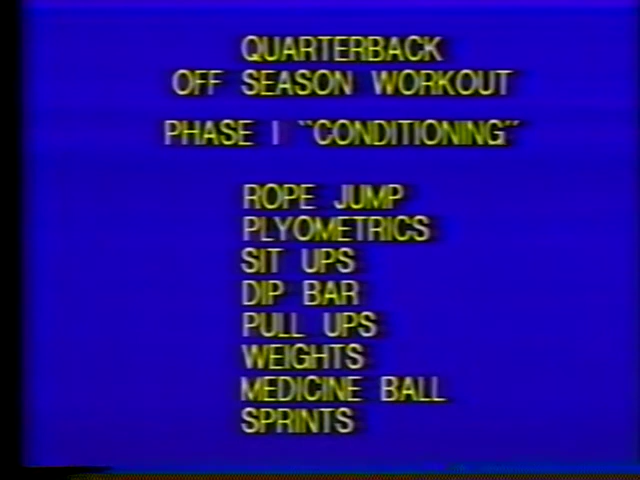 QUARTERBACK
OFF SEASON WORKOUT
PHASE I "CONDITIONING"
ROPE JUMP
PLYOMETRICS
SIT UPS
DIP BAR
PULL UPS
WEIGHTS
MEDICINE BALL
SPRINTS